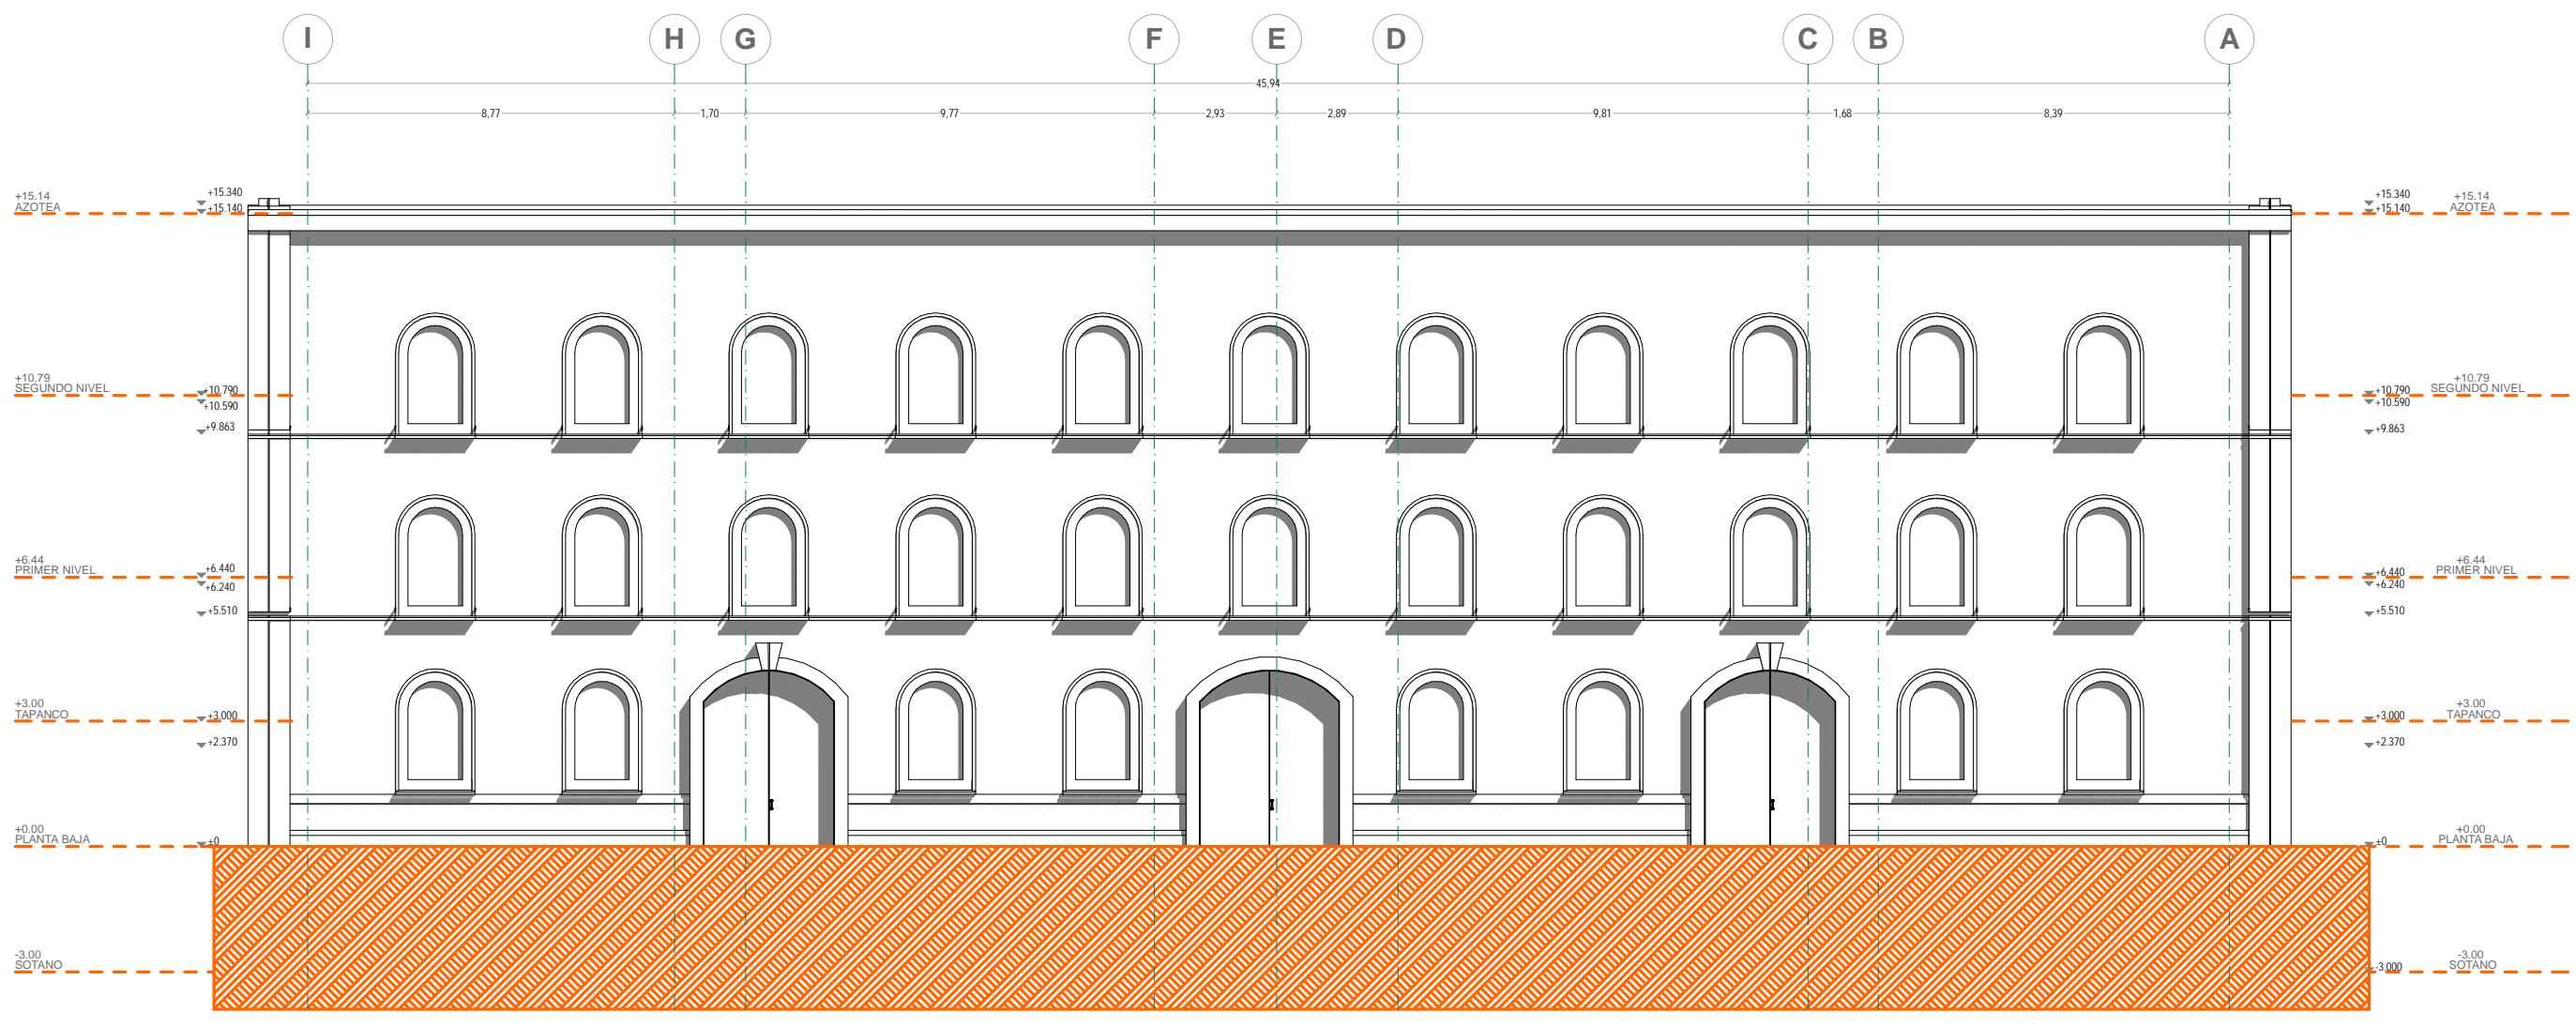 I H G F E D C B A
45,94
8,77 1,70 9,77 2,93 2,89 9,81 1,68 8,39
+15.14
AZOTEA
+15.340
+15.140
+15.340
+15.140
+15.14
AZOTEA
+10.79
SEGUNDO NIVEL
+10.790
+10.590
+9.863
+10.790
+10.590
+9.863
+10.79
SEGUNDO NIVEL
+6.44
PRIMER NIVEL
+6.440
+6.240
+5.510
+6.440
+6.240
+5.510
+6.44
PRIMER NIVEL
+3.00
TAPANCO
+3.000
+2.370
+3.000
+2.370
+3.00
TAPANCO
+0.00
PLANTA BAJA
±0
±0
+0.00
PLANTA BAJA
-3.00
SOTANO
-3.000
-3.00
SOTANO